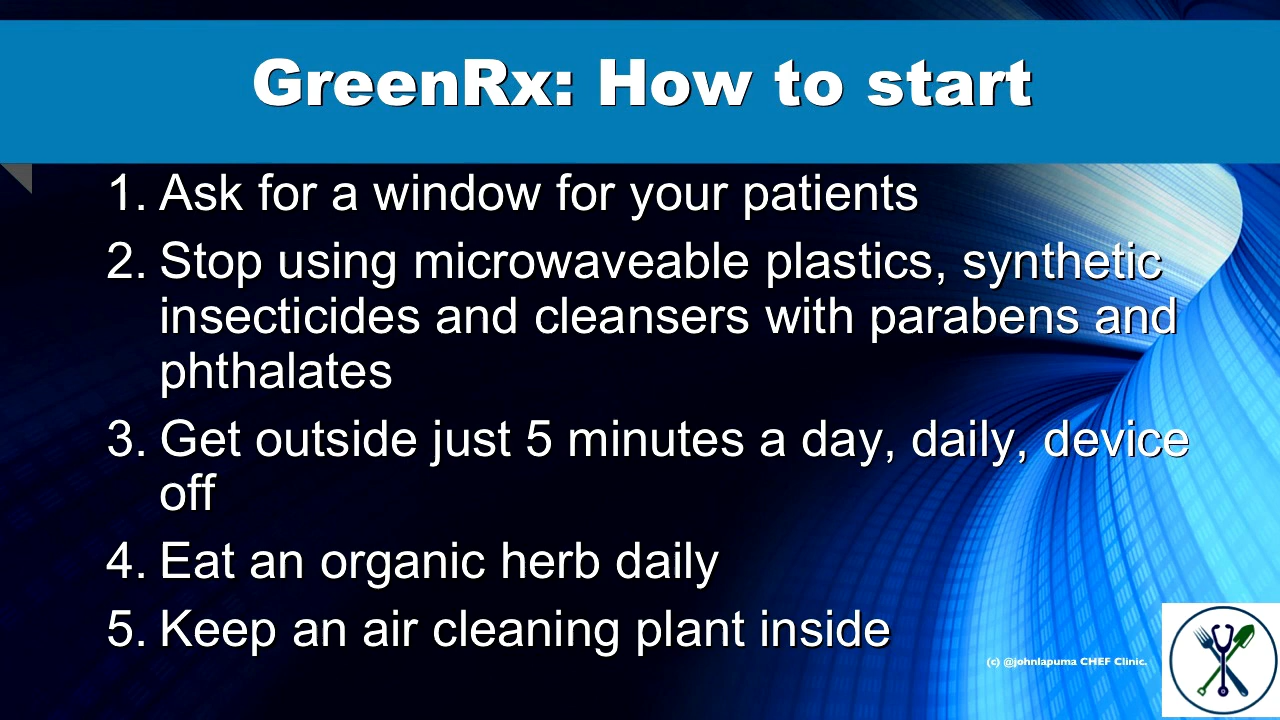 GreenRx: How to start
1. Ask for a window for your patients
2. Stop using microwaveable plastics, synthetic
insecticides and cleansers with parabens and
phthalates
3. Get outside just 5 minutes a day, daily, device
off
4. Eat an organic herb daily
5. Keep an air cleaning plant inside
(c) @johnlapuma CHEF Clinic.